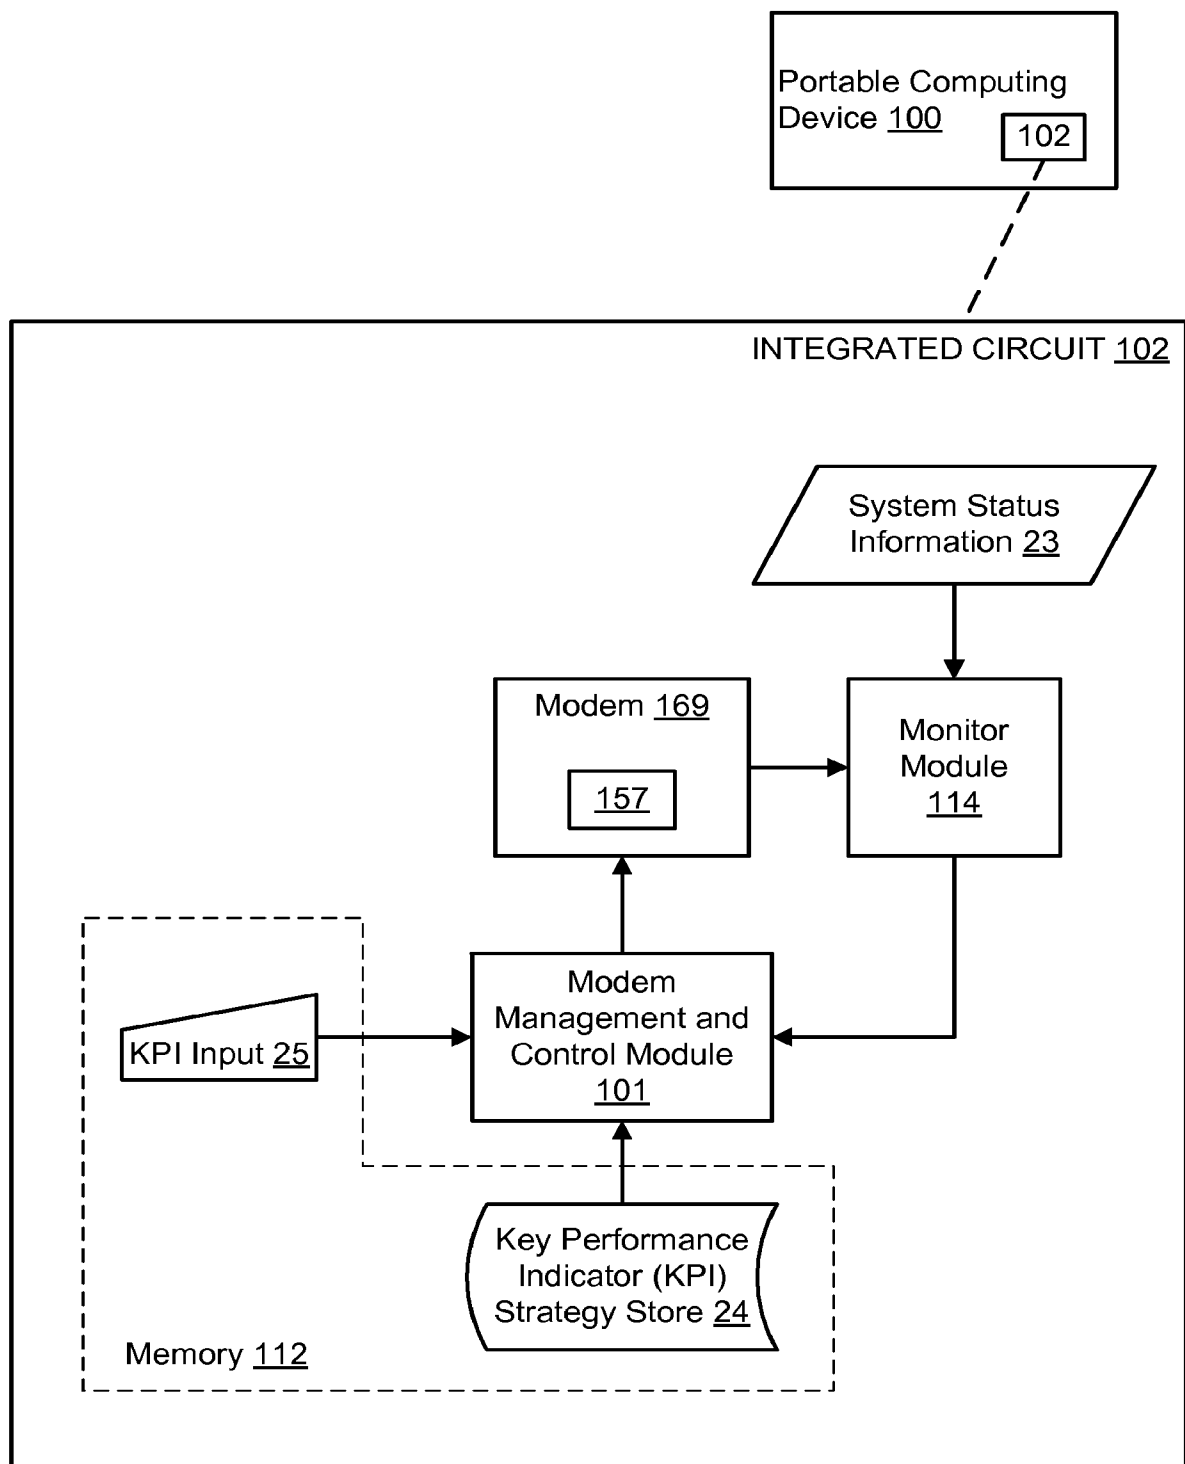 Portable Computing
Device 100
102
INTEGRATED CIRCUIT 102
System Status
Information 23
Modem 169
157
Monitor
Module
114
Modem
Management and
Control Module
101
KPI Input 25
Key Performance
Indicator (KPI)
Strategy Store 24
Memory 112